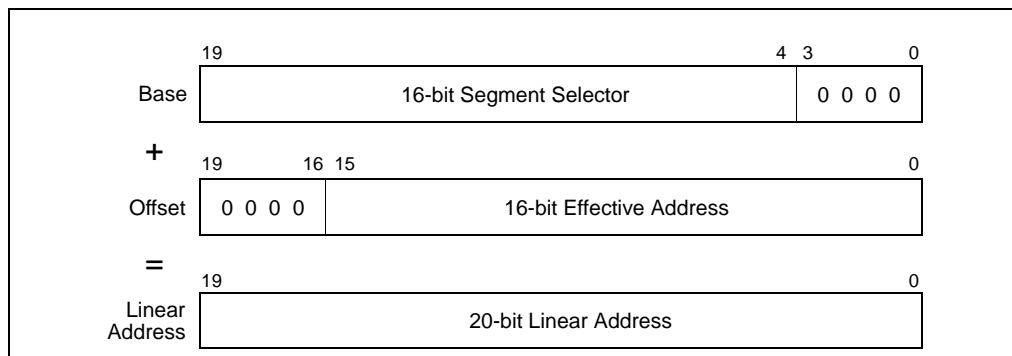 19 4 3 0
Base 16-bit Segment Selector 0 0 0 0
+
19 16 15 0
Offset 0 0 0 0 16-bit Effective Address
=
19 0
Linear
Address 20-bit Linear Address